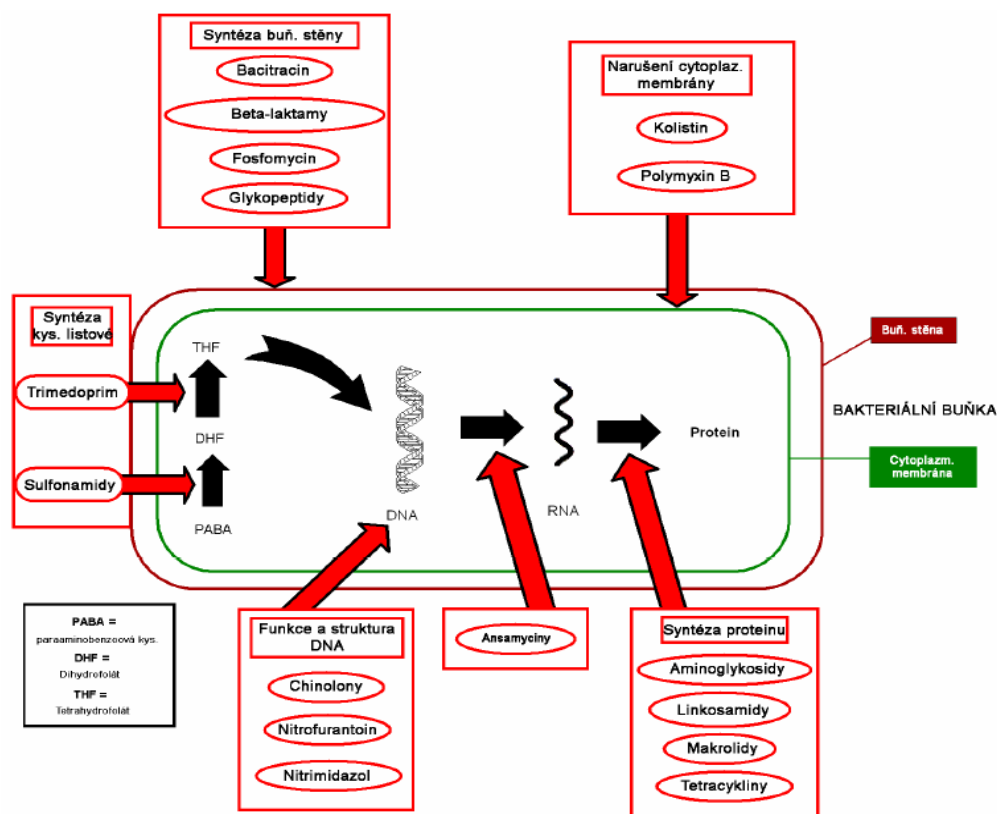 Syntéza buň. stěny
Bacitracin
Beta-laktamy
Fosfomycin
Glykopeptidy
Narušení cytoplaz.
membrány
Kolistin
Polymyxin B
Syntéza
kys. listové
Trimedoprim
Sulfonamidy
THF
DHF
PABA
DNA
RNA
Protein
Buň. stěna
BAKTERIÁLNÍ BUŇKA
Cytoplazm.
membrána
PABA =
paraaminobenzoová kys.
DHF =
Dihydrofolát
THF =
Tetrahydrofolát
Funkce a struktura
DNA
Chinolony
Nitrofurantoin
Nitrimidazol
Ansamyciny
Syntéza proteinu
Aminoglykosidy
Linkosamidy
Makrolidy
Tetracykliny